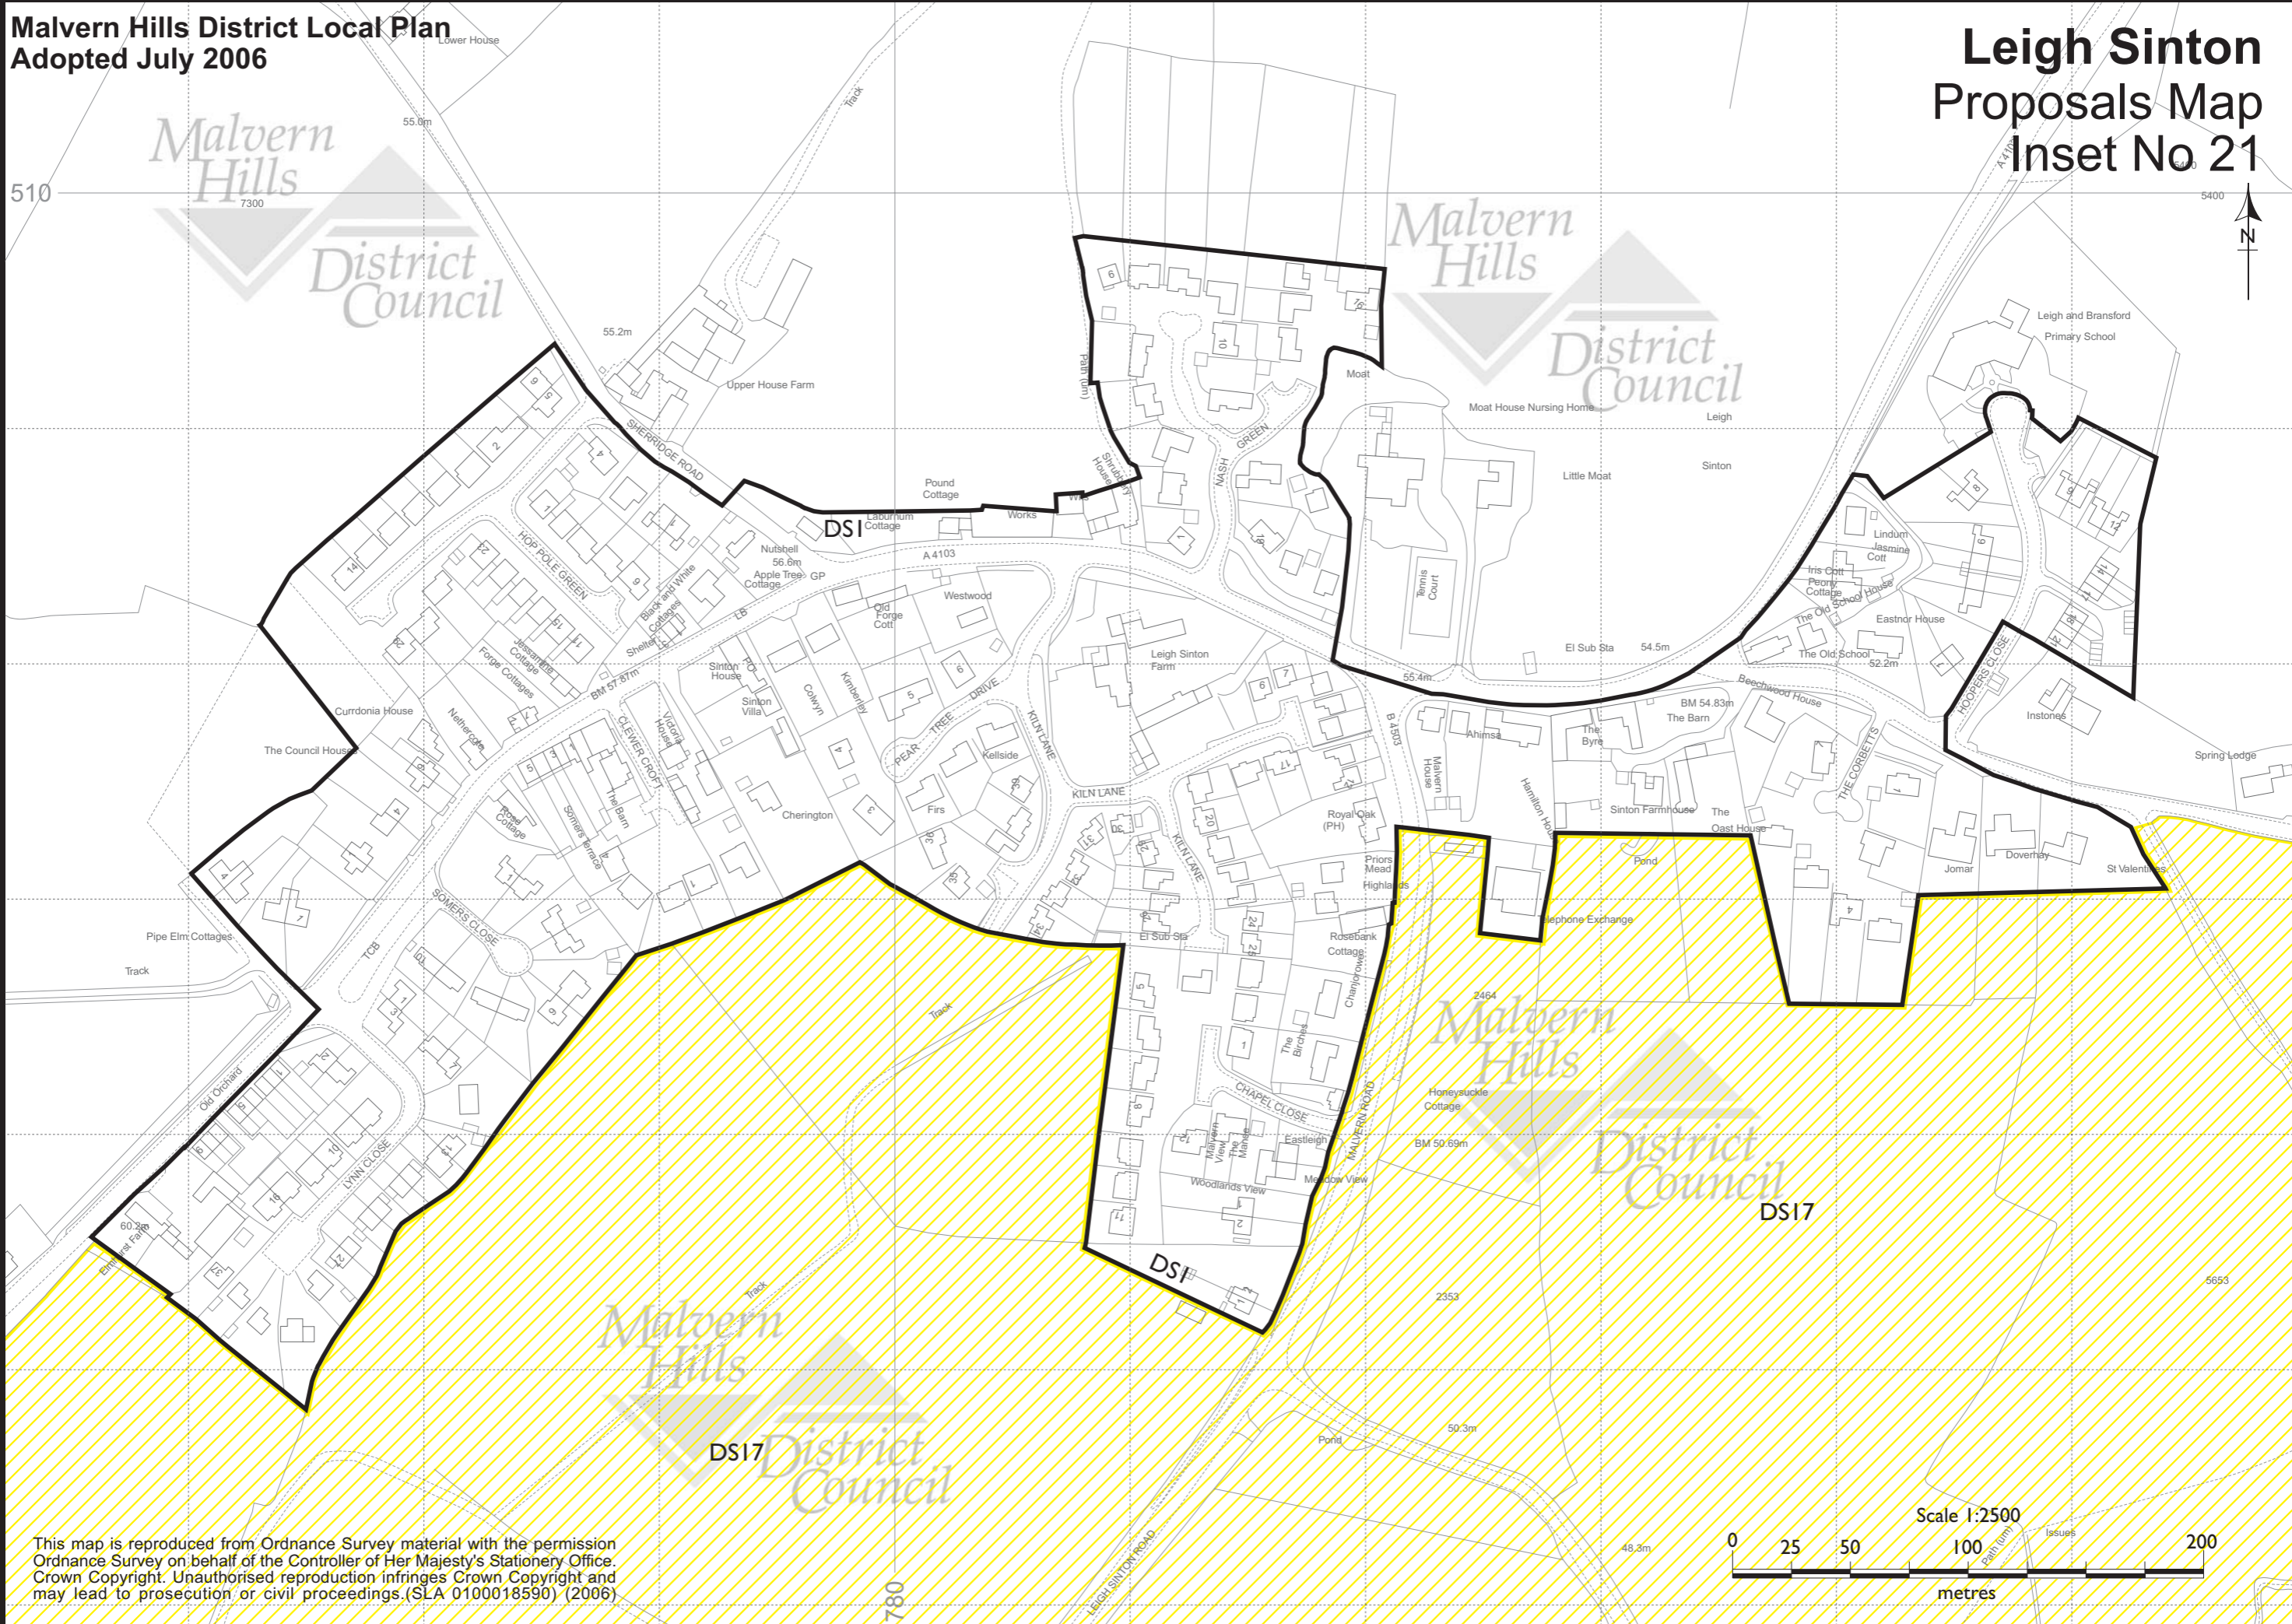 Malvern Hills District Local Plan
Adopted July 2006
Leigh Sinton
Proposals Map
Inset No 21
N
Lower House
55.0m
Track
A 4103
5400
510
7300
Malvern
Hills
District
Council
Malvern
Hills
District
Council
55.2m
Upper House Farm
SHERRIDGE ROAD
Path (um)
6
16
10
Moat
Moat House Nursing Home
Leigh
Sinton
Little Moat
Leigh and Bransford
Primary School
NASH
GREEN
Shrubbery
House
Pound
Cottage
DS1
Laburnum
Cottage
Works
A 4103
Nutshell
56.6m
Apple Tree
Cottage
GP
LB
HOP POLE GREEN
Black and White
Cottages
Shelter
Jessamine
Cottage
Forge Cottages
BM 57.87m
Old
Forge
Cott
Westwood
Leigh Sinton
Farm
Tennis
Court
El Sub Sta
54.5m
55.4m
Lindum
Jasmine
Cott
Iris Cott
Peony
Cottage
The Old School House
Eastnor House
The Old School
52.2m
HOOPERS CLOSE
Instones
Spring Lodge
Beechwood House
BM 54.83m
The Barn
The
Byre
Ahimsa
B 4503
Malvern
House
Hamilton House
Sinton Farmhouse
The
Oast House
THE CORBETTS
Jomar
Doverhay
St Valentines
Currdonia House
The Council House
Nethercote
CLEWER CROFT
Victoria
House
Sinton
House
PO
Sinton
Villa
Colwyn
Kimberley
PEAR TREE DRIVE
KILN LANE
Kellside
Firs
Cherington
KILN LANE
KILN LANE
Royal Oak
(PH)
Priors
Mead
Highlands
Rose
Cottage
Somers Terrace
The Barn
SOMERS CLOSE
TCB
Pipe Elm Cottages
Track
Old Orchard
LYNN CLOSE
60.2m
Elmhurst Farm
El Sub Sta
Rosebank
Cottage
Chanjorowe
Telephone Exchange
Pond
2464
The
Birches
CHAPEL CLOSE
Malvern
View
The
Manse
Eastleigh
Woodlands View
Meadow View
MALVERN ROAD
Honeysuckle
Cottage
BM 50.69m
Malvern
Hills
District
Council
DS17
Track
Track
DS1
2353
5653
Malvern
Hills
District
Council
DS17
Pond
50.3m
48.3m
LEIGH SINTON ROAD
Path (um)
Issues
780
Scale 1:2500
0 25 50 100 200
metres
This map is reproduced from Ordnance Survey material with the permission
Ordnance Survey on behalf of the Controller of Her Majesty's Stationery Office.
Crown Copyright. Unauthorised reproduction infringes Crown Copyright and
may lead to prosecution or civil proceedings.(SLA 0100018590) (2006)